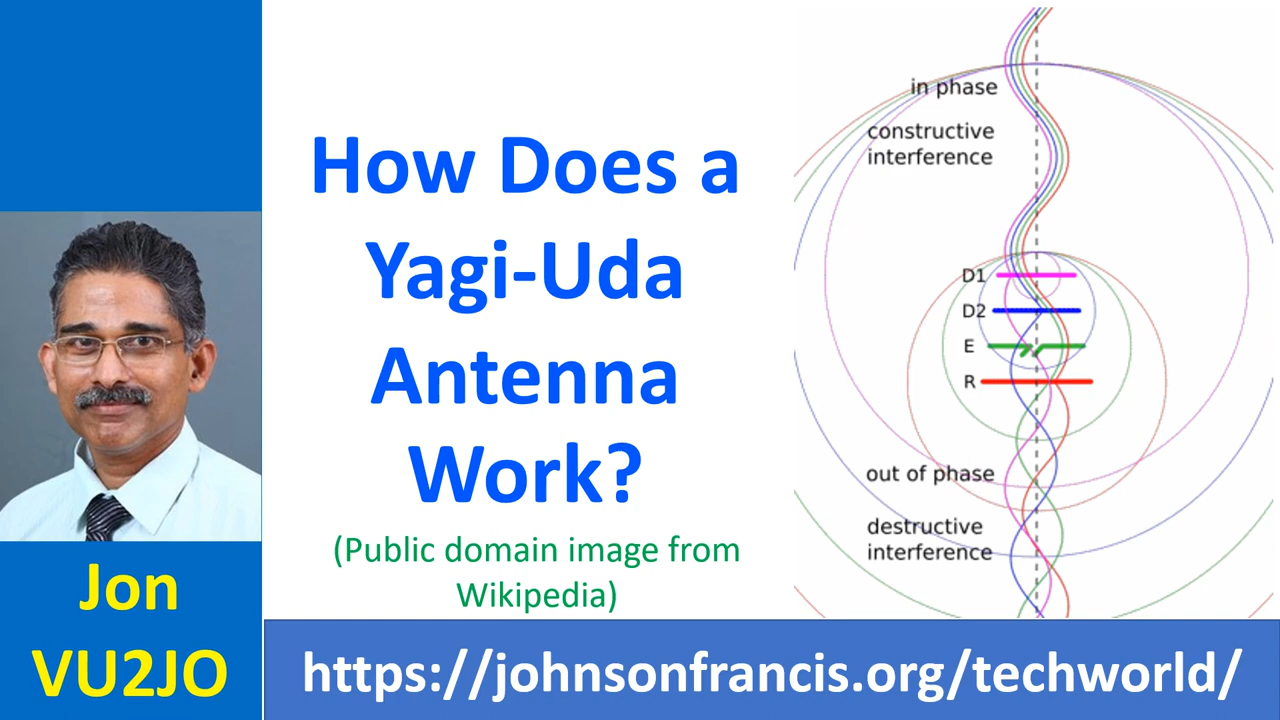 How Does a
Yagi-Uda
Antenna
Work?
(Public domain image from
Wikipedia)
in phase
constructive
interference
D1
D2
E
R
out of phase
destructive
interference
Jon
VU2JO
https://johnsonfrancis.org/techworld/